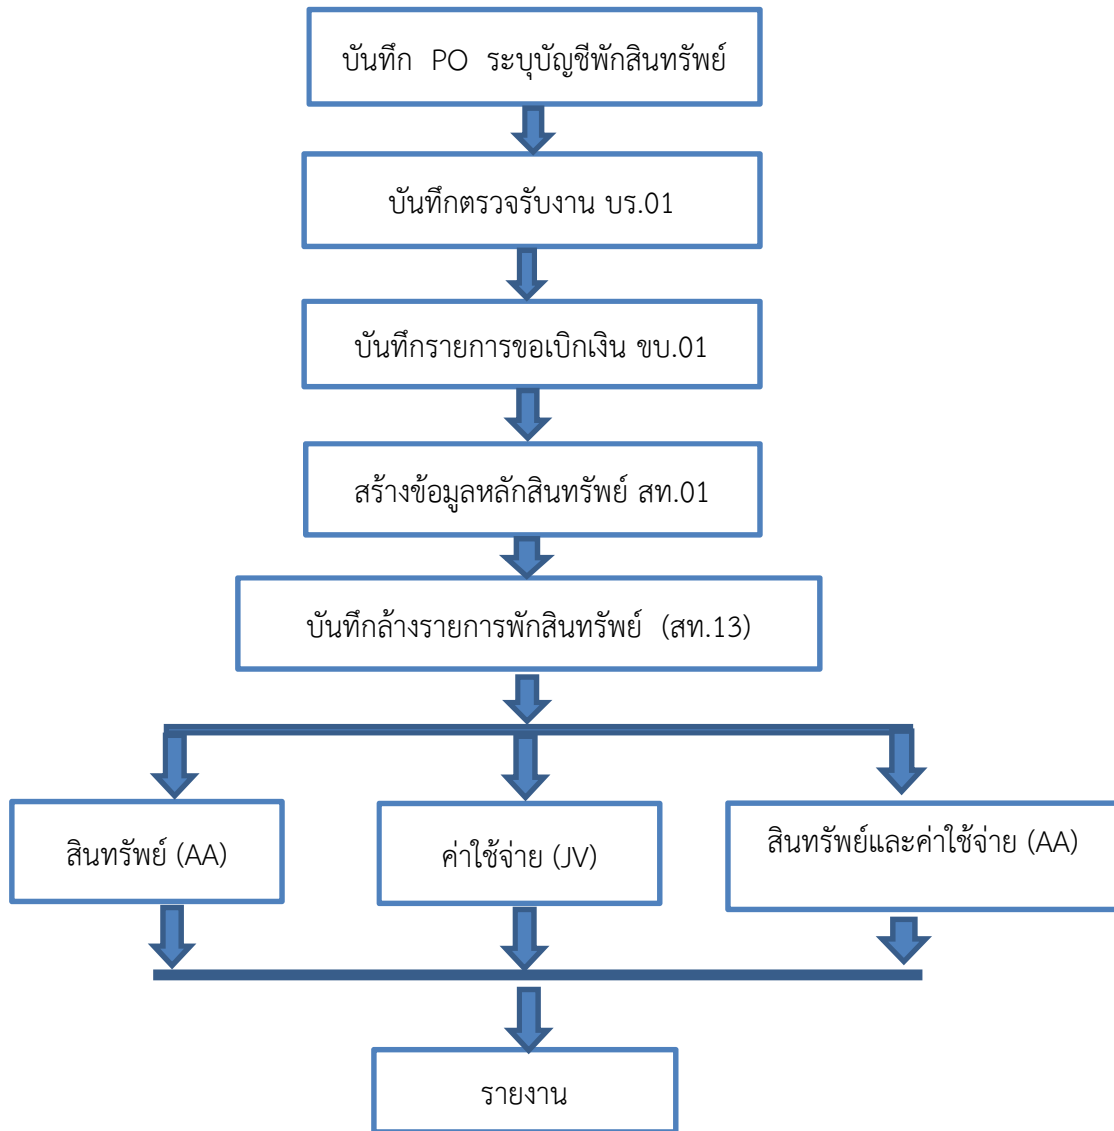 บันทึก PO ระบุบัญชีพักสินทรัพย์
บันทึกตรวจรับงาน บร.01
บันทึกรายการขอเบิกเงิน ขบ.01
สร้างข้อมูลหลักสินทรัพย์ สท.01
บันทึกล้างรายการพักสินทรัพย์ (สท.13)
สินทรัพย์ (AA)
ค่าใช้จ่าย (JV)
สินทรัพย์และค่าใช้จ่าย (AA)
รายงาน